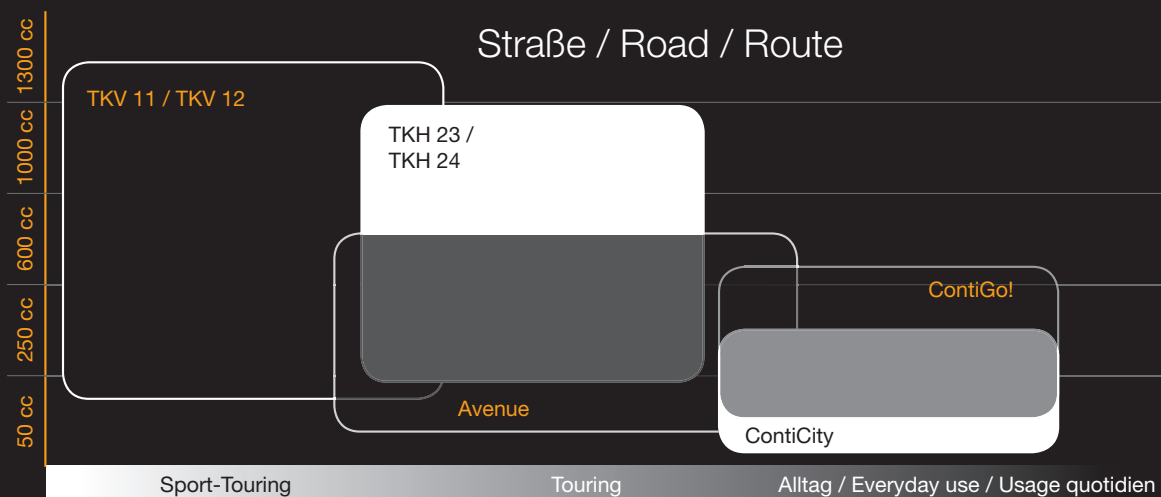 Straße / Road / Route
1300 cc
1000 cc
600 cc
250 cc
50 cc
TKV 11 / TKV 12
TKH 23 /
TKH 24
ContiGo!
Avenue
ContiCity
Sport-Touring
Touring
Alltag / Everyday use / Usage quotidien